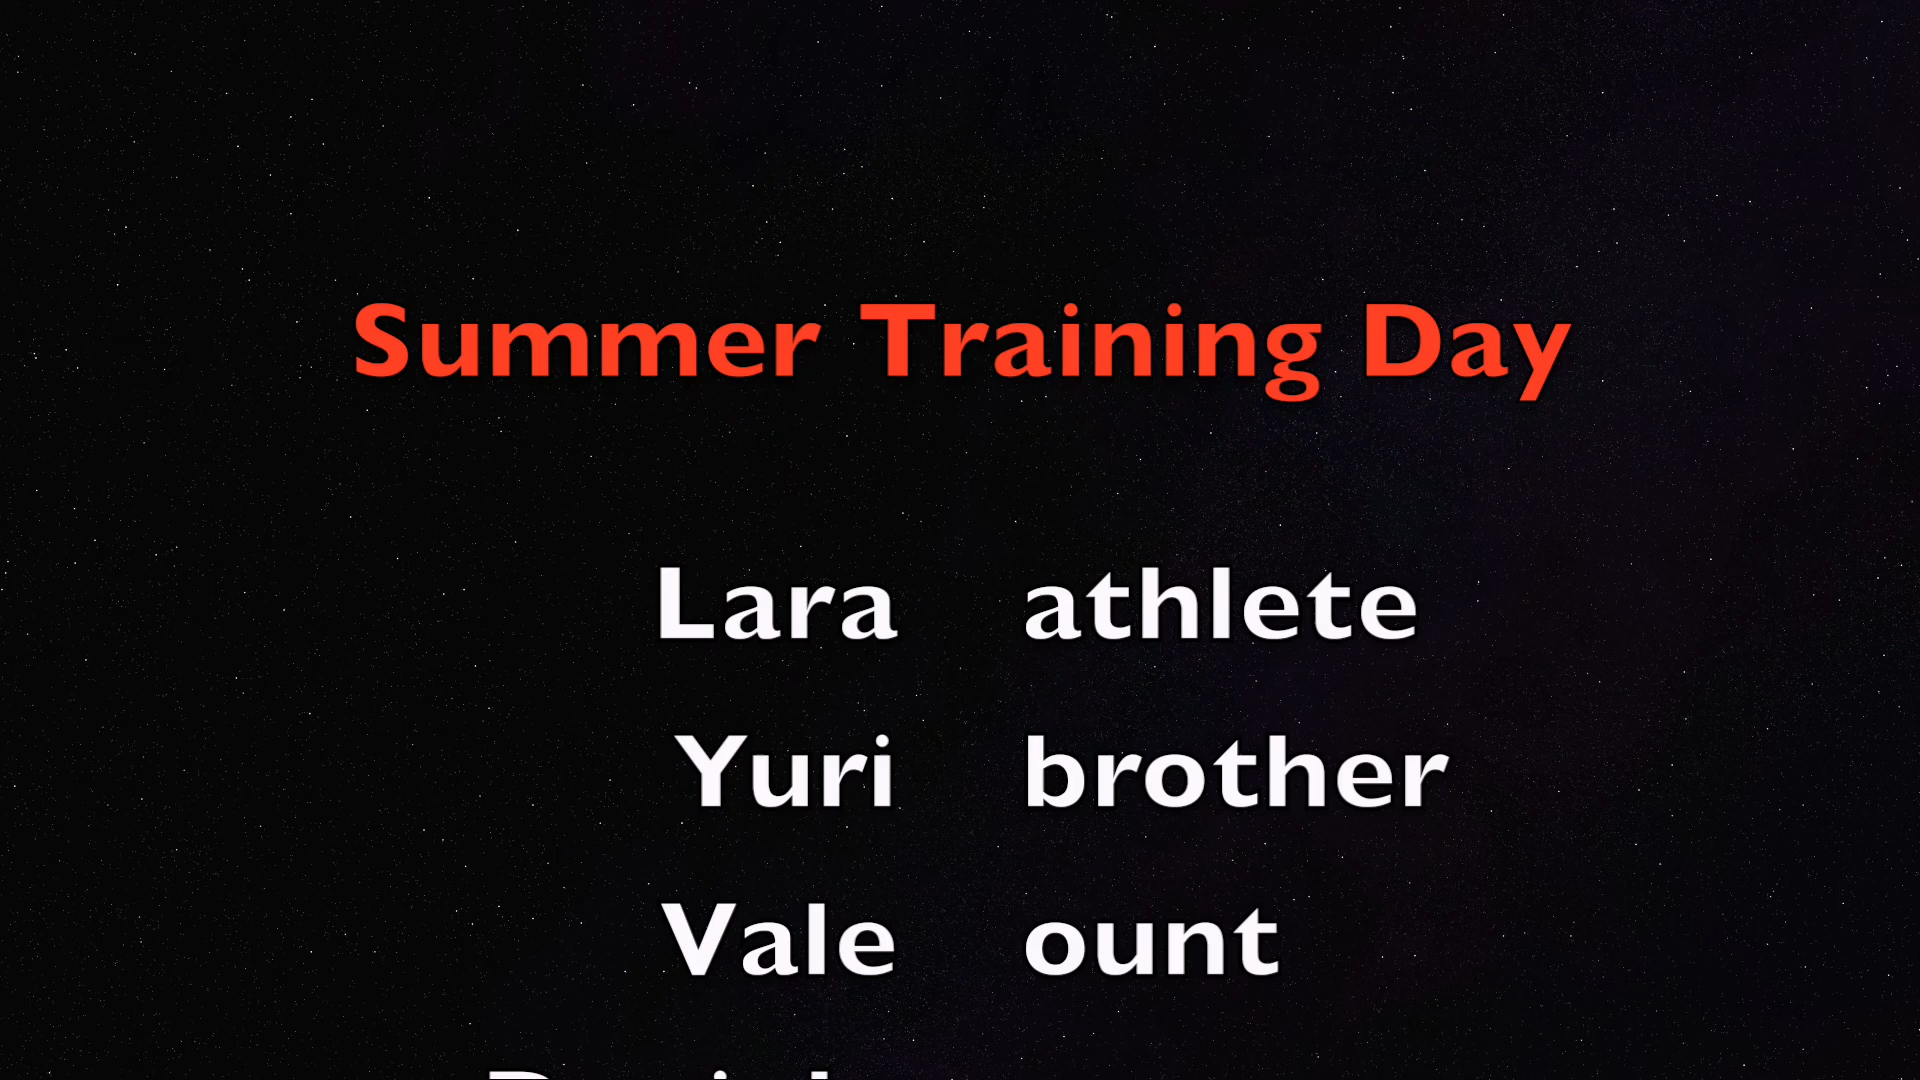 Summer Training Day
Lara athlete
Yuri brother
Vale ount